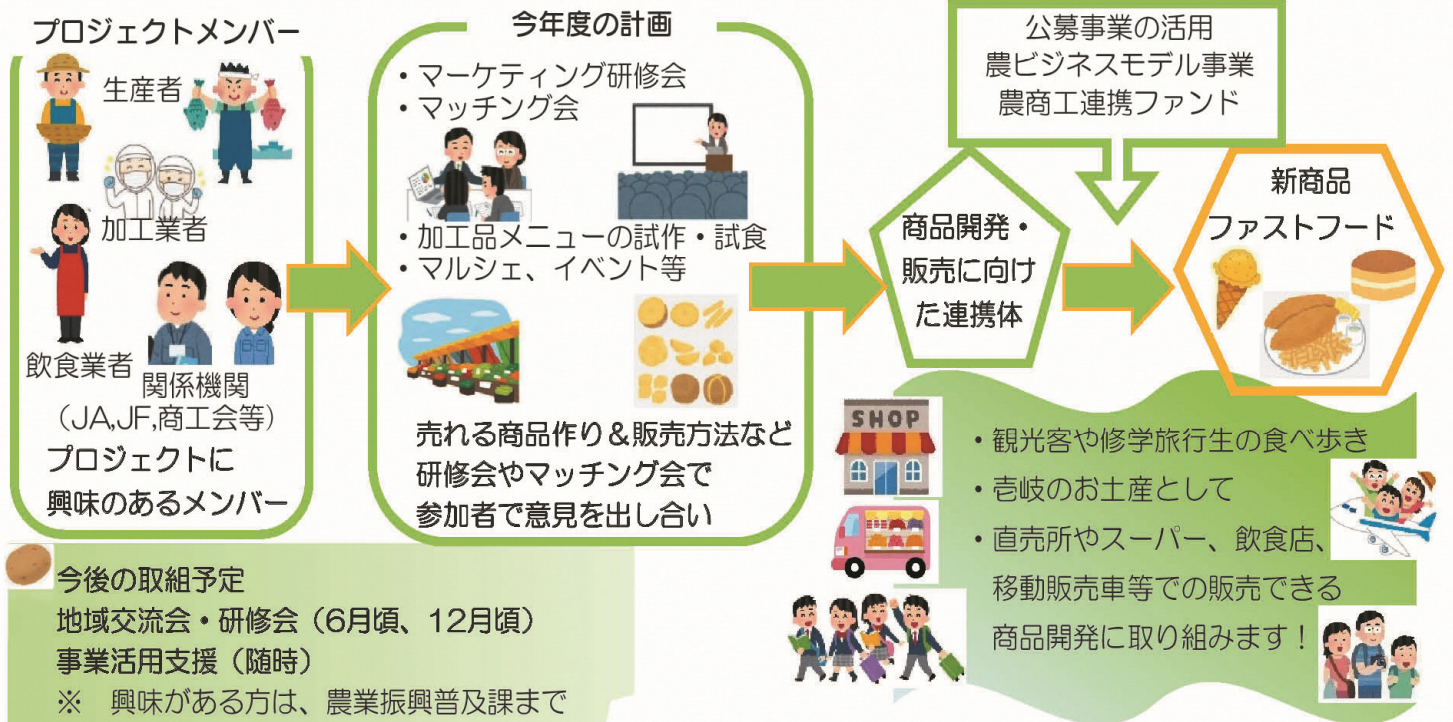 プロジェクトメンバー
生産者
加工業者
飲食業者
関係機関
（JA,JF,商工会等）
プロジェクトに
興味のあるメンバー
今年度の計画
・マーケティング研修会
・マッチング会
・加工品メニューの試作・試食
・マルシェ、イベント等
売れる商品作り＆販売方法など
研修会やマッチング会で
参加者で意見を出し合い
公募事業の活用
農ビジネスモデル事業
農商工連携ファンド
商品開発・
販売に向け
た連携体
新商品
ファストフード
SHOP
・観光客や修学旅行生の食べ歩き
・壱岐のお土産として
・直売所やスーパー、飲食店、
移動販売車等での販売できる
商品開発に取り組みます！
今後の取組予定
地域交流会・研修会（6月頃、12月頃）
事業活用支援（随時）
※　興味がある方は、農業振興普及課まで